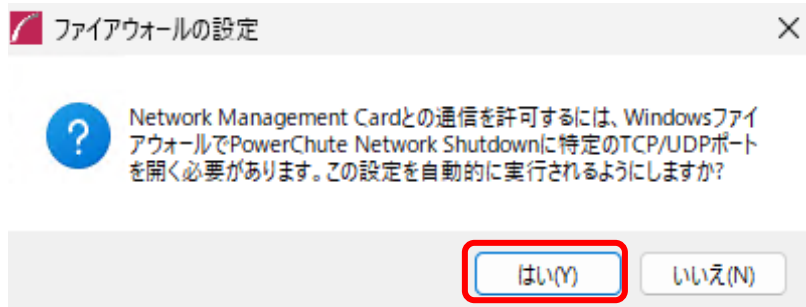 ファイアウォールの設定
Network Management Cardとの通信を許可するには、Windowsファイ
アウォールでPowerChute Network Shutdownに特定のTCP/UDPポート
を開く必要があります。この設定を自動的に実行されるようにしますか?
はい(Y)
いいえ(N)